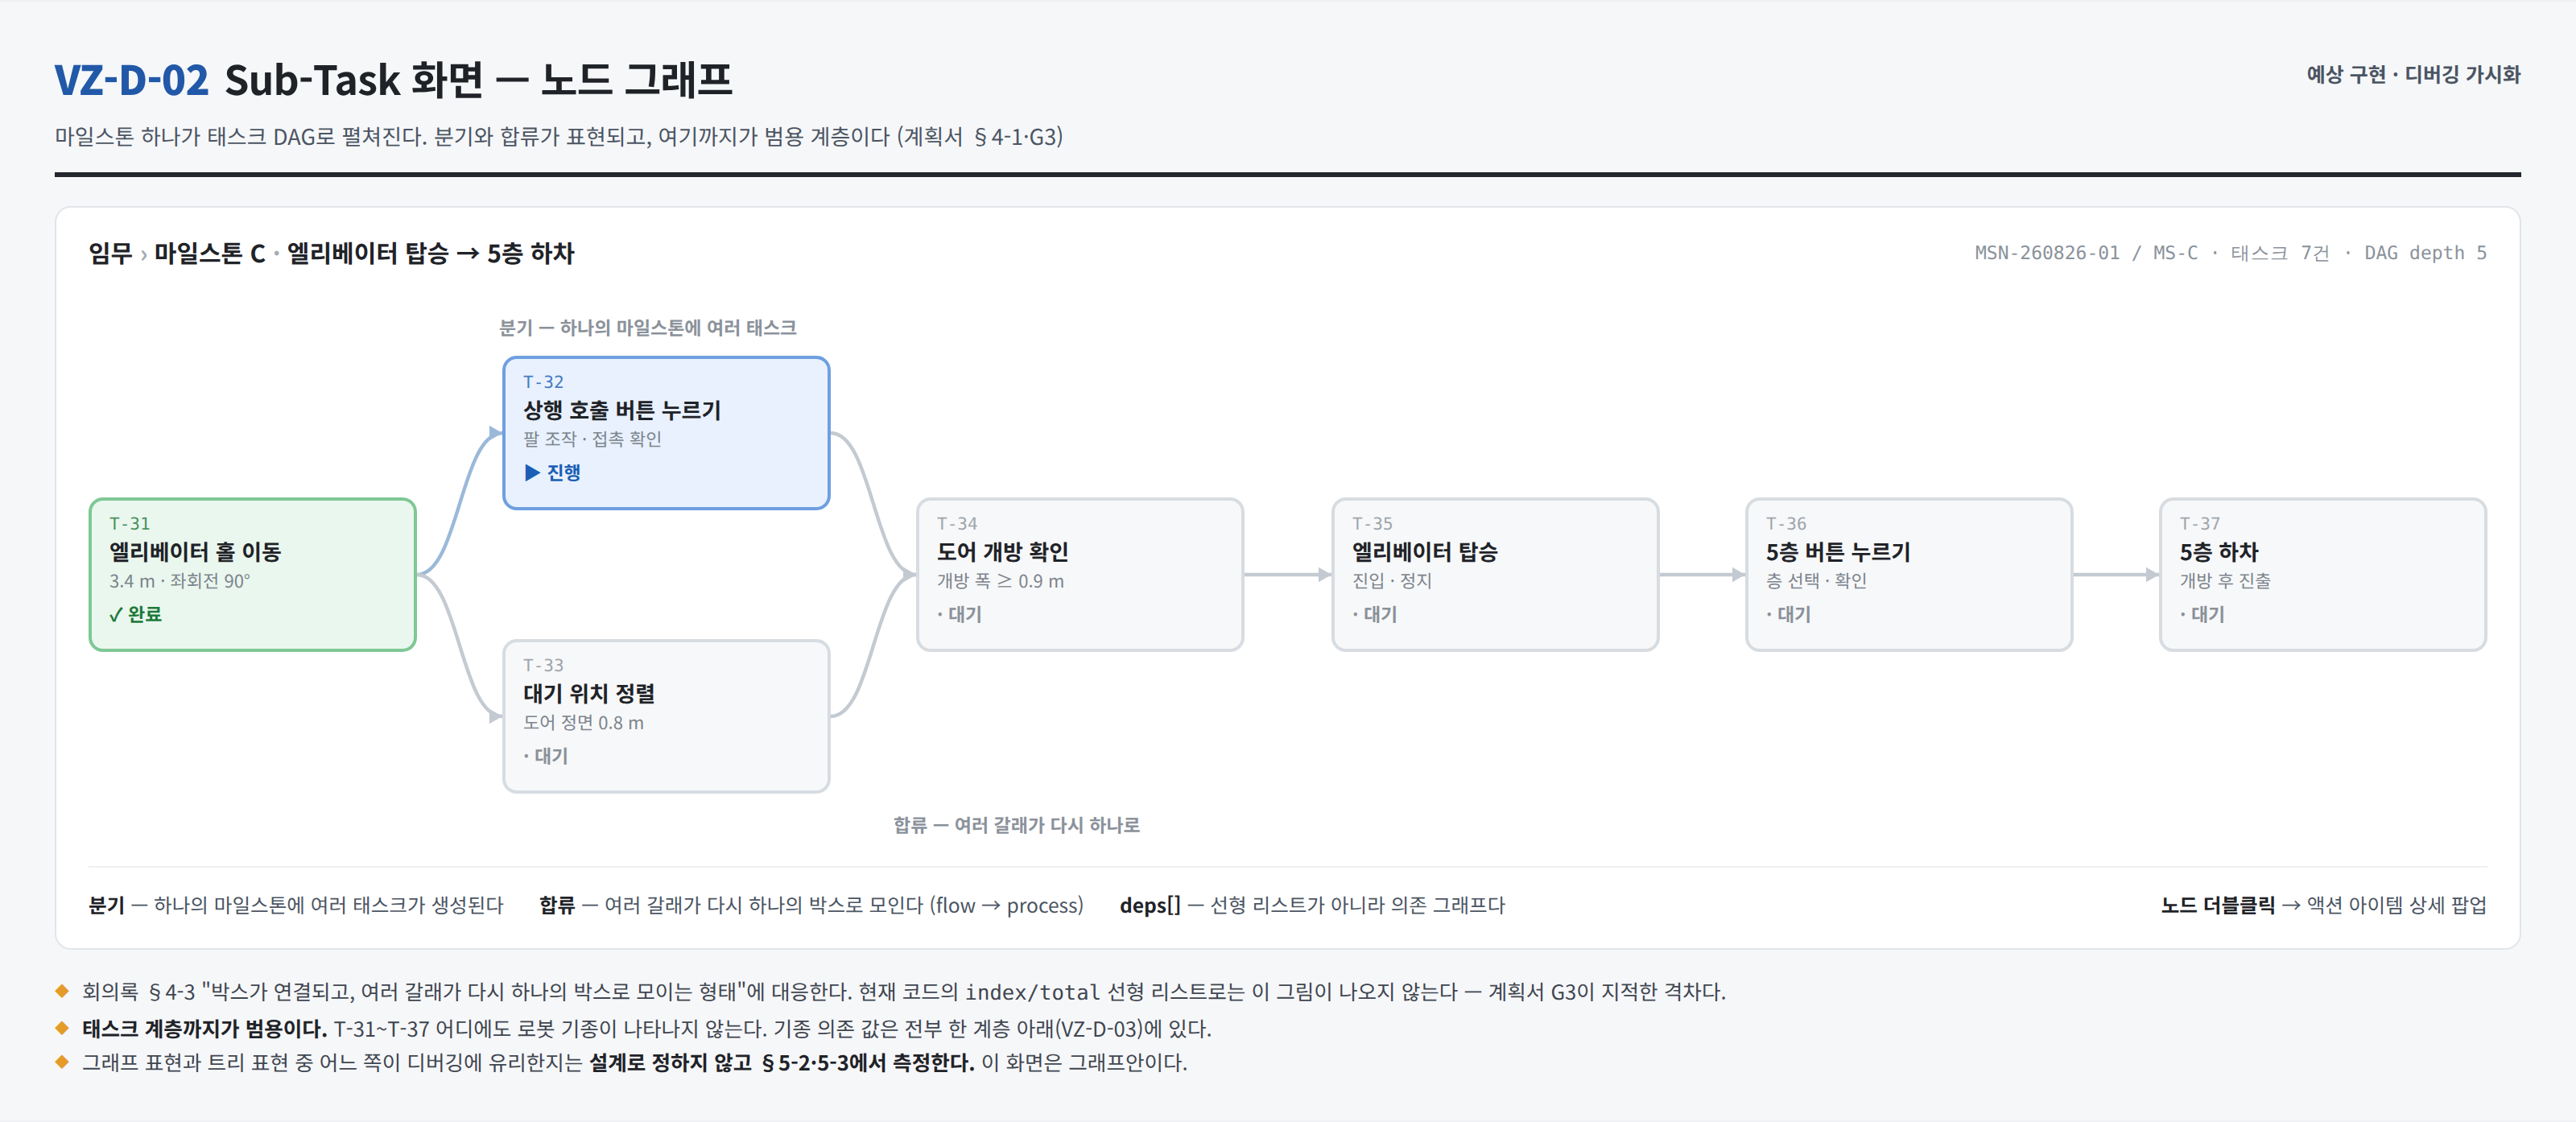 VZ-D-02 Sub-Task 화면 — 노드 그래프
예상 구현 · 디버깅 가시화
마일스톤 하나가 태스크 DAG로 펼쳐진다. 분기와 합류가 표현되고, 여기까지가 범용 계층이다 (계획서 §4-1·G3)
임무 › 마일스톤 C · 엘리베이터 탑승 → 5층 하차
MSN-260826-01 / MS-C · 태스크 7건 · DAG depth 5
분기 — 하나의 마일스톤에 여러 태스크
T-32
상행 호출 버튼 누르기
팔 조작 · 접촉 확인
▶ 진행
T-31
엘리베이터 홀 이동
3.4 m · 좌회전 90°
✓ 완료
T-33
대기 위치 정렬
도어 정면 0.8 m
· 대기
T-34
도어 개방 확인
개방 폭 ≥ 0.9 m
· 대기
T-35
엘리베이터 탑승
진입 · 정지
· 대기
T-36
5층 버튼 누르기
층 선택 · 확인
· 대기
T-37
5층 하차
개방 후 진출
· 대기
합류 — 여러 갈래가 다시 하나로
분기 — 하나의 마일스톤에 여러 태스크가 생성된다
합류 — 여러 갈래가 다시 하나의 박스로 모인다 (flow → process)
deps[] — 선형 리스트가 아니라 의존 그래프다
노드 더블클릭 → 액션 아이템 상세 팝업
◆ 회의록 §4-3 "박스가 연결되고, 여러 갈래가 다시 하나의 박스로 모이는 형태"에 대응한다. 현재 코드의 index/total 선형 리스트로는 이 그림이 나오지 않는다 — 계획서 G3이 지적한 격차다.
◆ 태스크 계층까지가 범용이다. T-31~T-37 어디에도 로봇 기종이 나타나지 않는다. 기종 의존 값은 전부 한 계층 아래(VZ-D-03)에 있다.
◆ 그래프 표현과 트리 표현 중 어느 쪽이 디버깅에 유리한지는 설계로 정하지 않고 §5-2·5-3에서 측정한다. 이 화면은 그래프안이다.